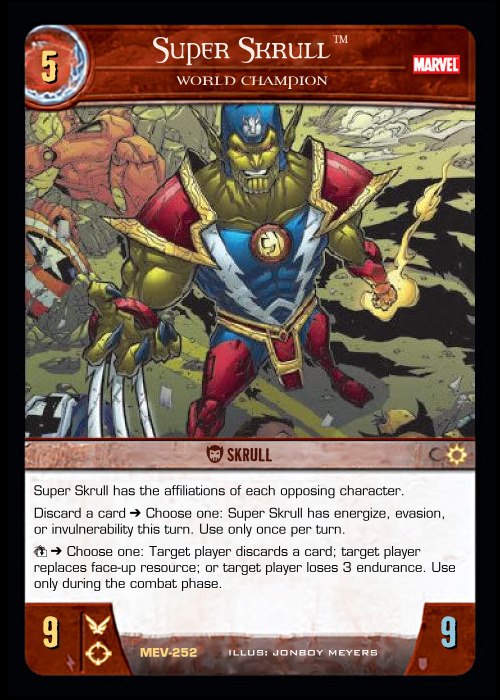 5
SUPER SKRULL™
MARVEL
WORLD CHAMPION
SKRULL
C
Super Skrull has the affiliations of each opposing character.
Discard a card ➔ Choose one: Super Skrull has energize, evasion,
or invulnerability this turn. Use only once per turn.
➔ Choose one: Target player discards a card; target player
replaces face-up resource; or target player loses 3 endurance. Use
only during the combat phase.
9
MEV-252
ILLUS: JONBOY MEYERS
9